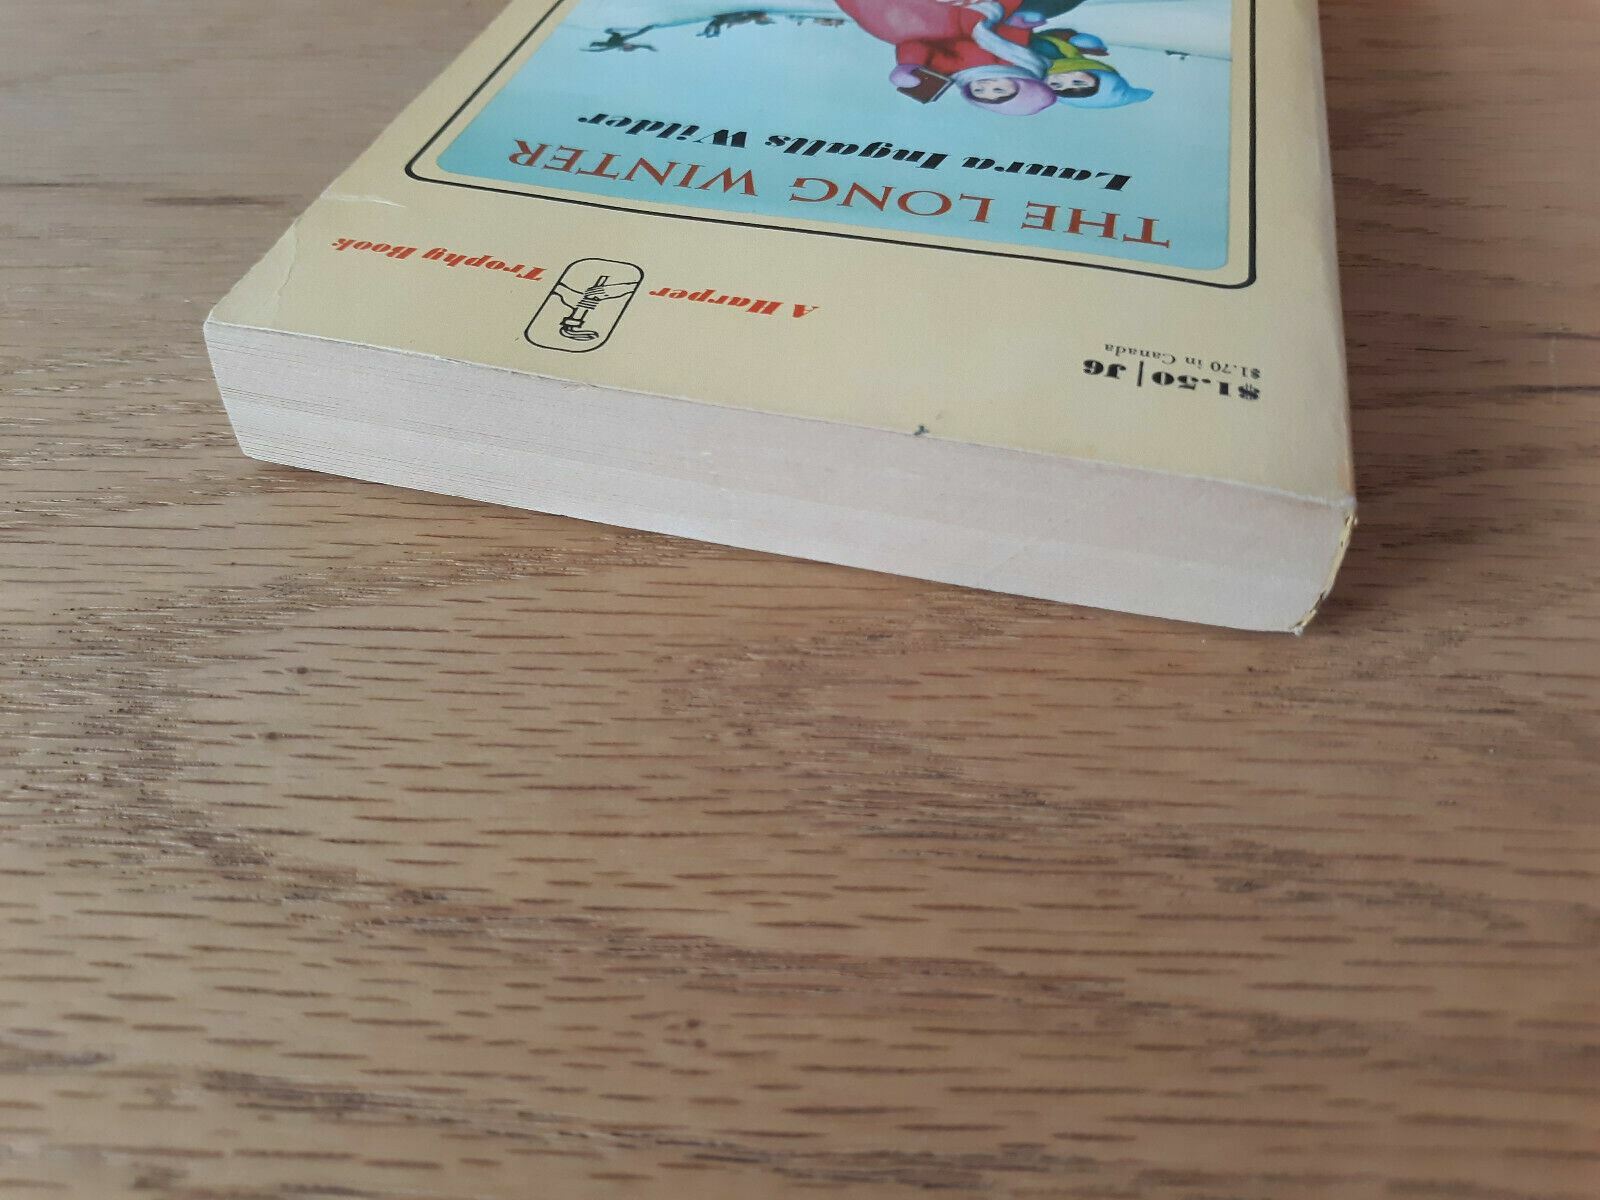 $1.50 | J6
$1.70 in Canada
A Harper
Trophy Book
THE LONG WINTER
Laura Ingalls Wilder